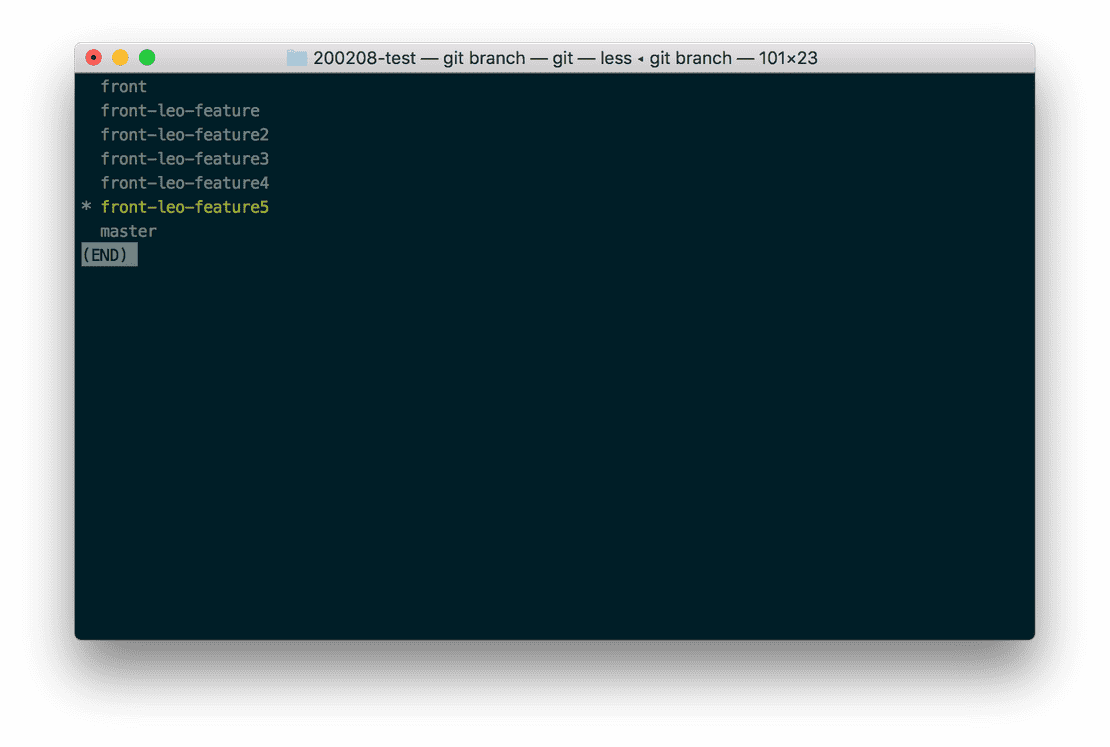 200208-test — git branch — git — less ◂ git branch — 101×23
front
front-leo-feature
front-leo-feature2
front-leo-feature3
front-leo-feature4
* front-leo-feature5
master
(END)